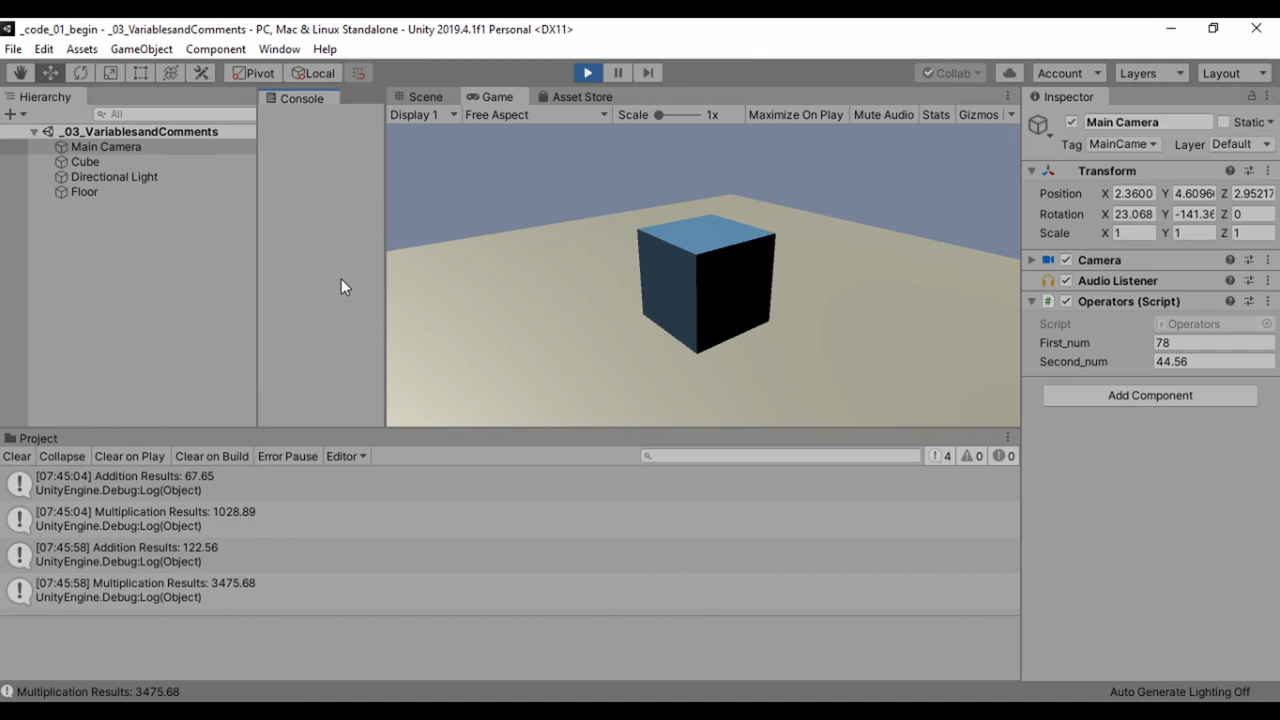 _code_01_begin - _03_VariablesandComments - PC, Mac & Linux Standalone - Unity 2019.4.1f1 Personal <DX11>
File Edit Assets GameObject Component Window Help
Pivot Local Collab Account Layers Layout
Hierarchy
All
_03_VariablesandComments
Main Camera
Cube
Directional Light
Floor
Console
Scene Game Asset Store
Display 1 Free Aspect Scale 1x Maximize On Play Mute Audio Stats Gizmos
Inspector
Main Camera Static
Tag MainCame Layer Default
Transform
Position X 2.3600 Y 4.6096 Z 2.95217
Rotation X 23.068 Y -141.36 Z 0
Scale X 1 Y 1 Z 1
Camera
Audio Listener
# Operators (Script)
Script Operators
First_num 78
Second_num 44.56
Add Component
Project
Clear Collapse Clear on Play Clear on Build Error Pause Editor 4 0 0
[07:45:04] Addition Results: 67.65
UnityEngine.Debug:Log(Object)
[07:45:04] Multiplication Results: 1028.89
UnityEngine.Debug:Log(Object)
[07:45:58] Addition Results: 122.56
UnityEngine.Debug:Log(Object)
[07:45:58] Multiplication Results: 3475.68
UnityEngine.Debug:Log(Object)
Multiplication Results: 3475.68
Auto Generate Lighting Off